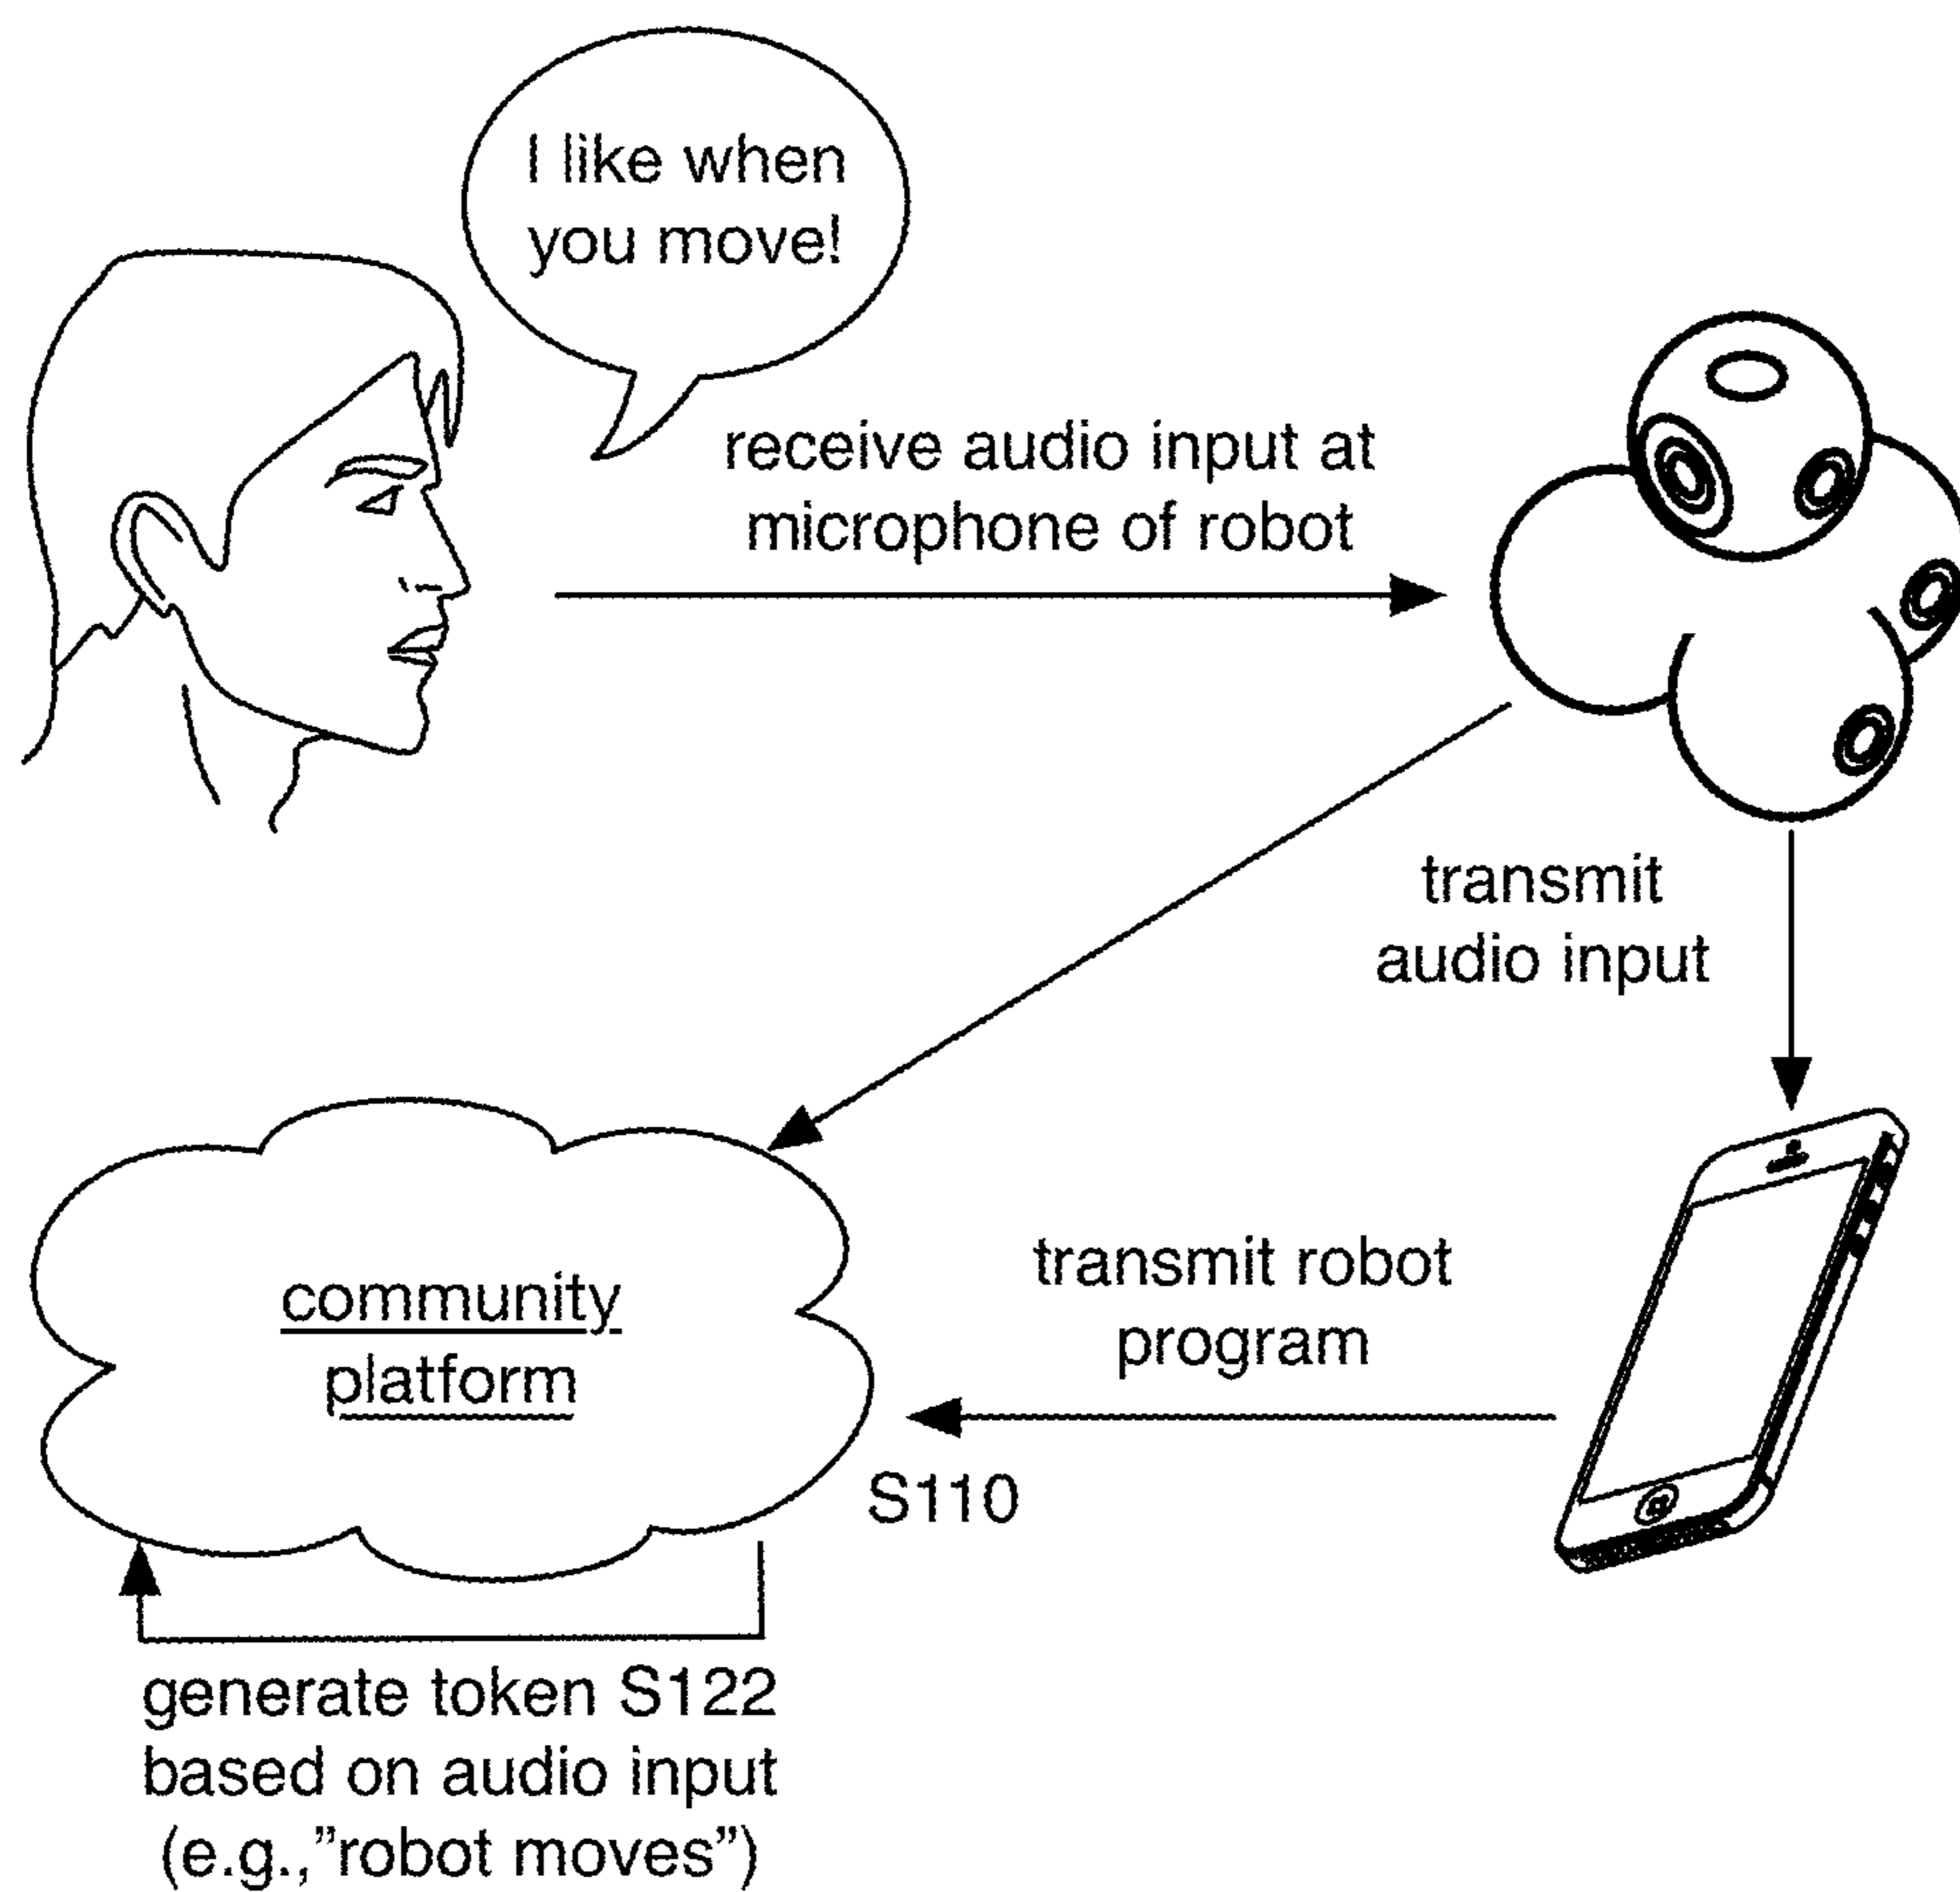 I like when
you move!
receive audio input at
microphone of robot
transmit
audio input
transmit robot
program
community
platform
S110
generate token S122
based on audio input
(e.g.,”robot moves”)